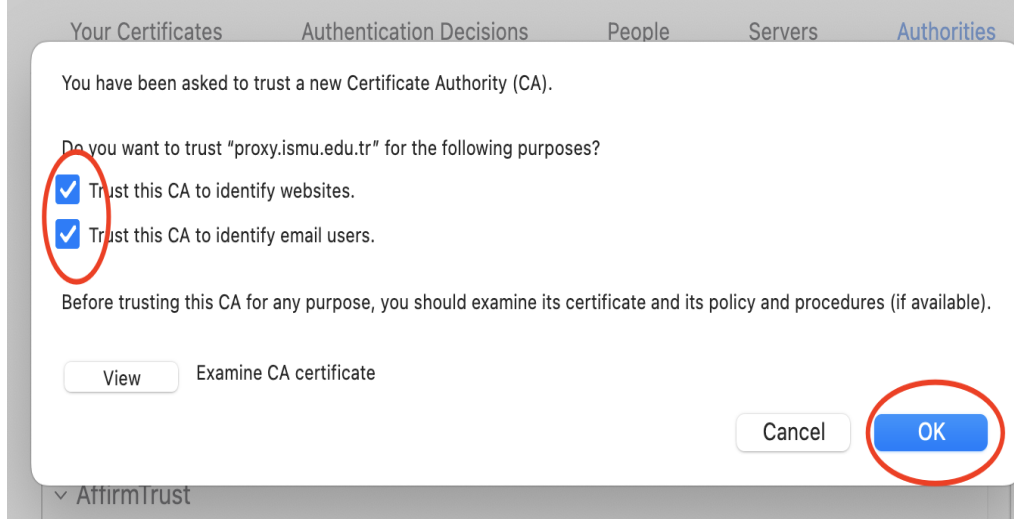 Your Certificates Authentication Decisions People Servers Authorities
You have been asked to trust a new Certificate Authority (CA).
Do you want to trust “proxy.ismu.edu.tr” for the following purposes?
Trust this CA to identify websites.
Trust this CA to identify email users.
Before trusting this CA for any purpose, you should examine its certificate and its policy and procedures (if available).
View Examine CA certificate
Cancel OK
AffirmTrust